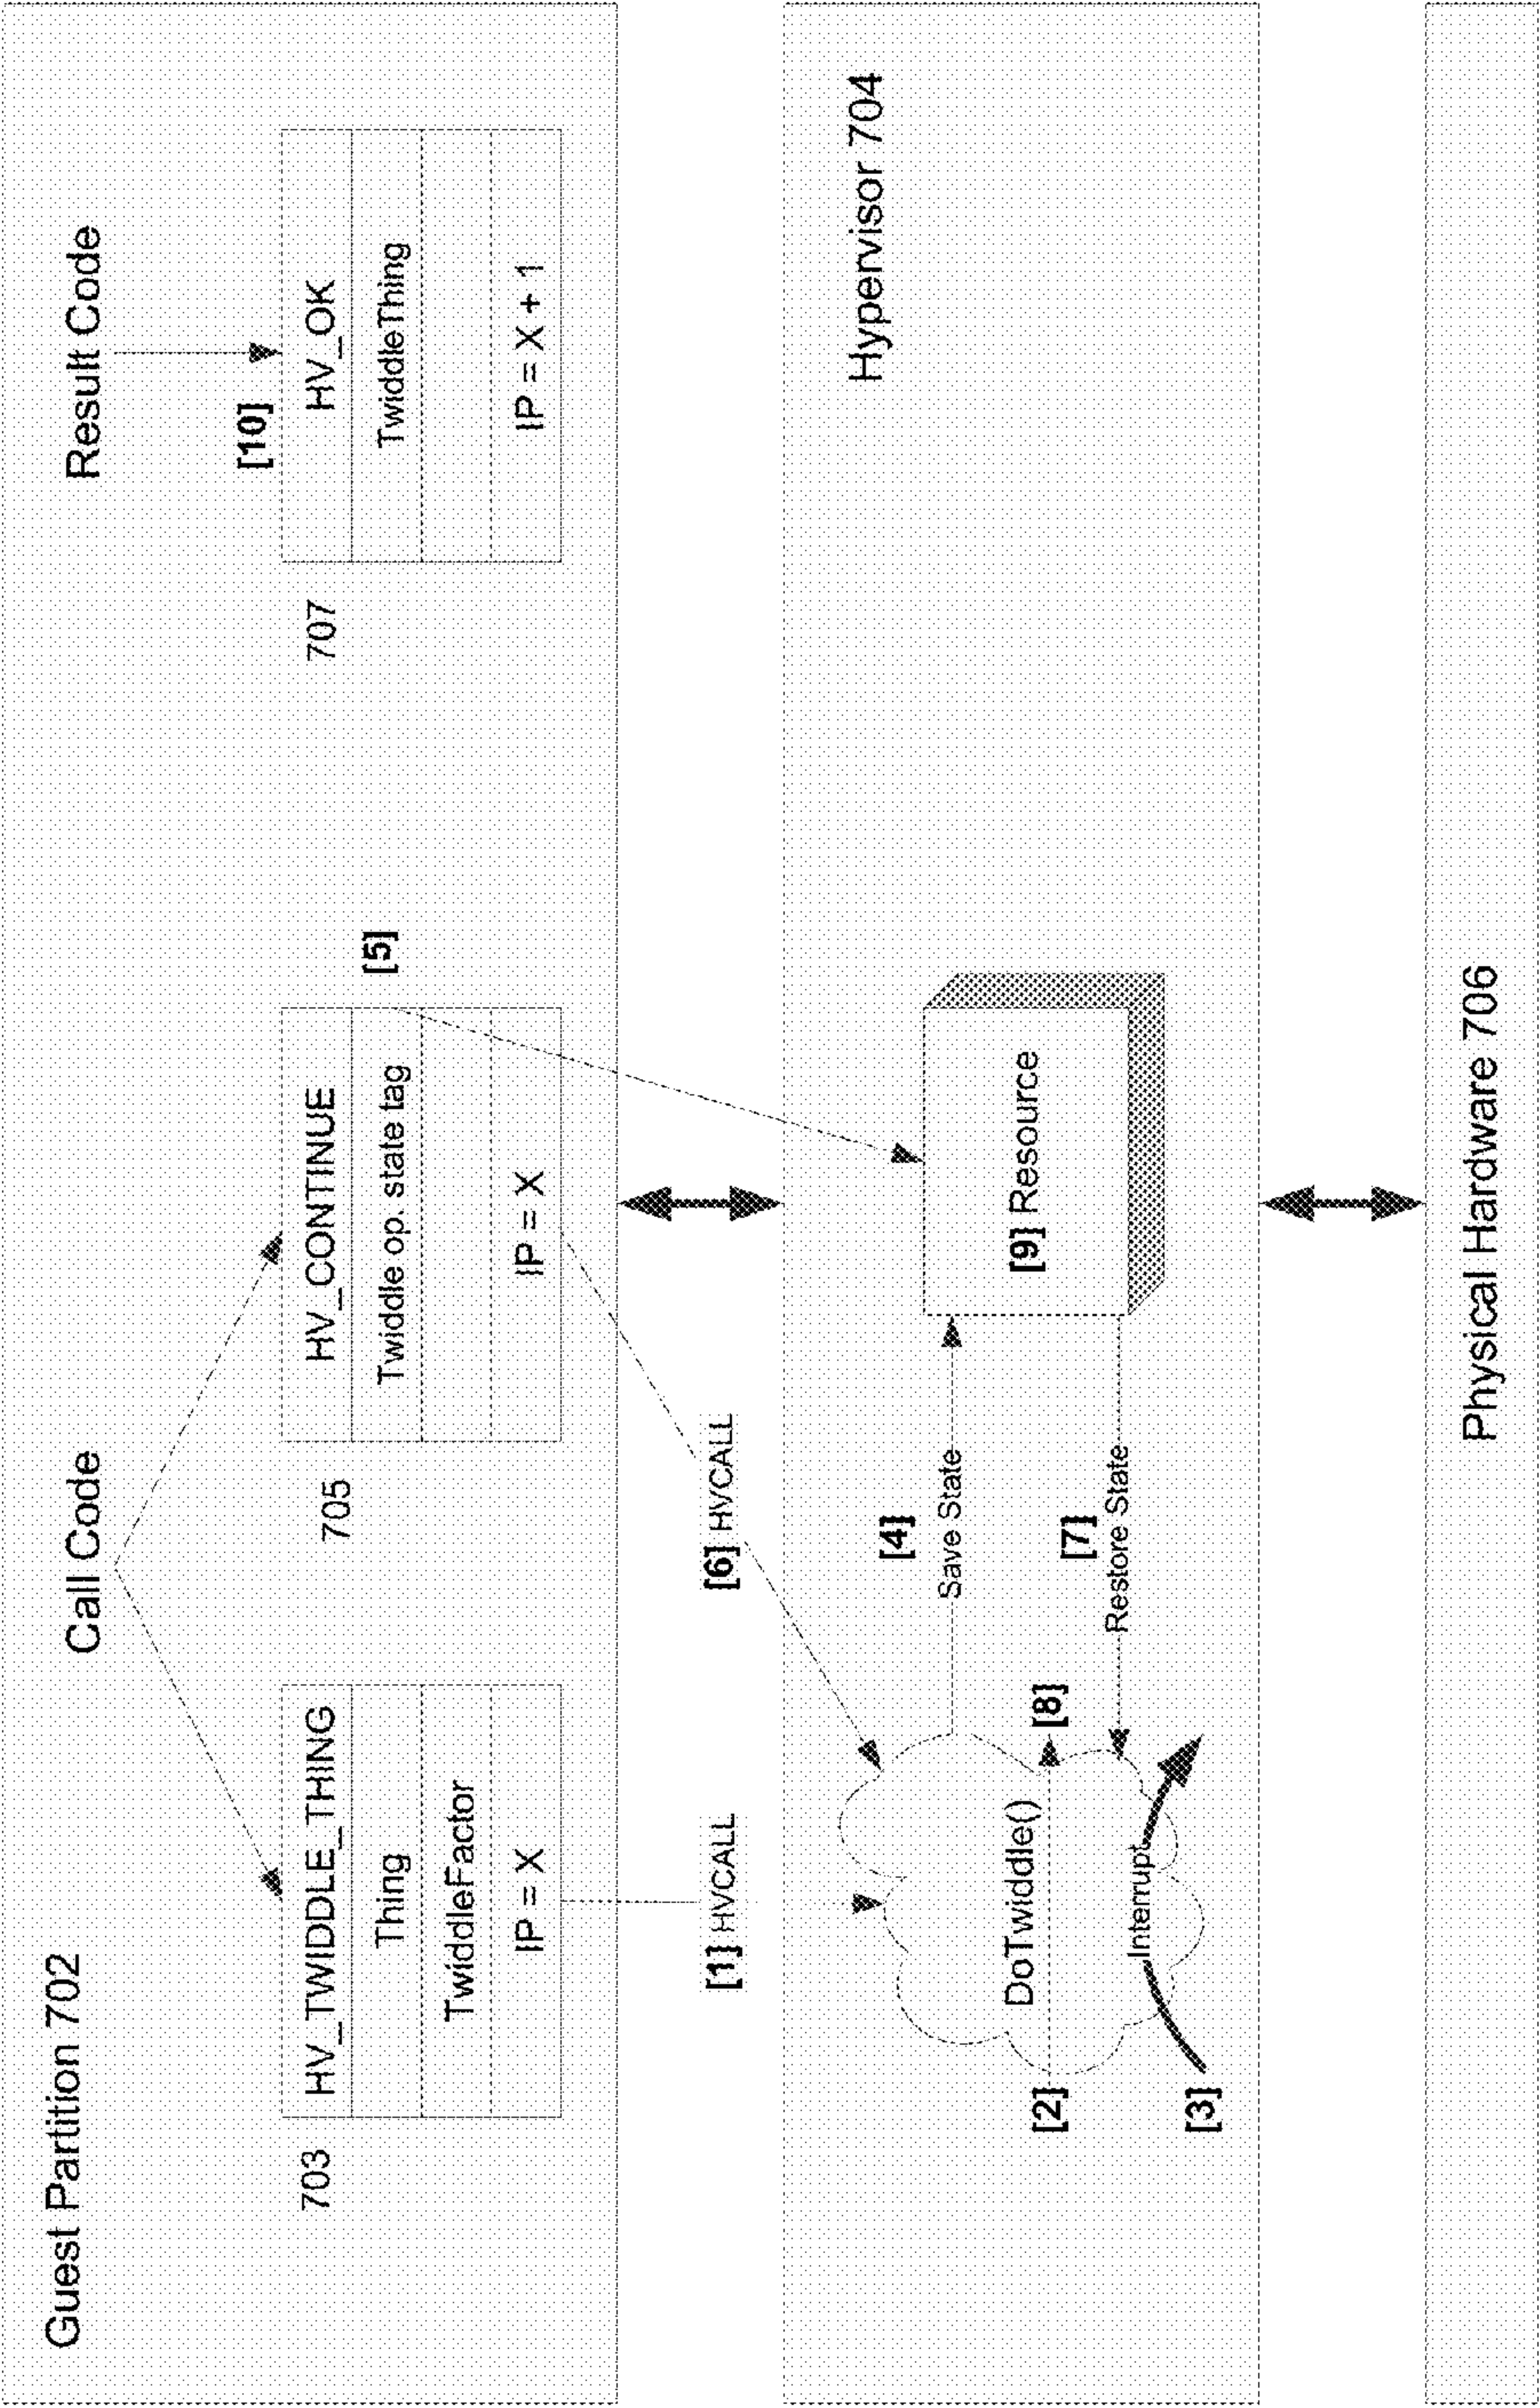 Guest Partition 702
Call Code
Result Code
703
HV_TWIDDLE_THING
Thing
TwiddleFactor
IP = X
705
HV_CONTINUE
Twiddle op. state tag
IP = X
[5]
707
[10]
HV_OK
TwiddleThing
IP = X + 1
[1] HVCALL
[6] HVCALL
Hypervisor 704
[2]
DoTwiddle()
[8]
[3]
Interrupt
[4]
Save State
[7]
Restore State
[9] Resource
Physical Hardware 706